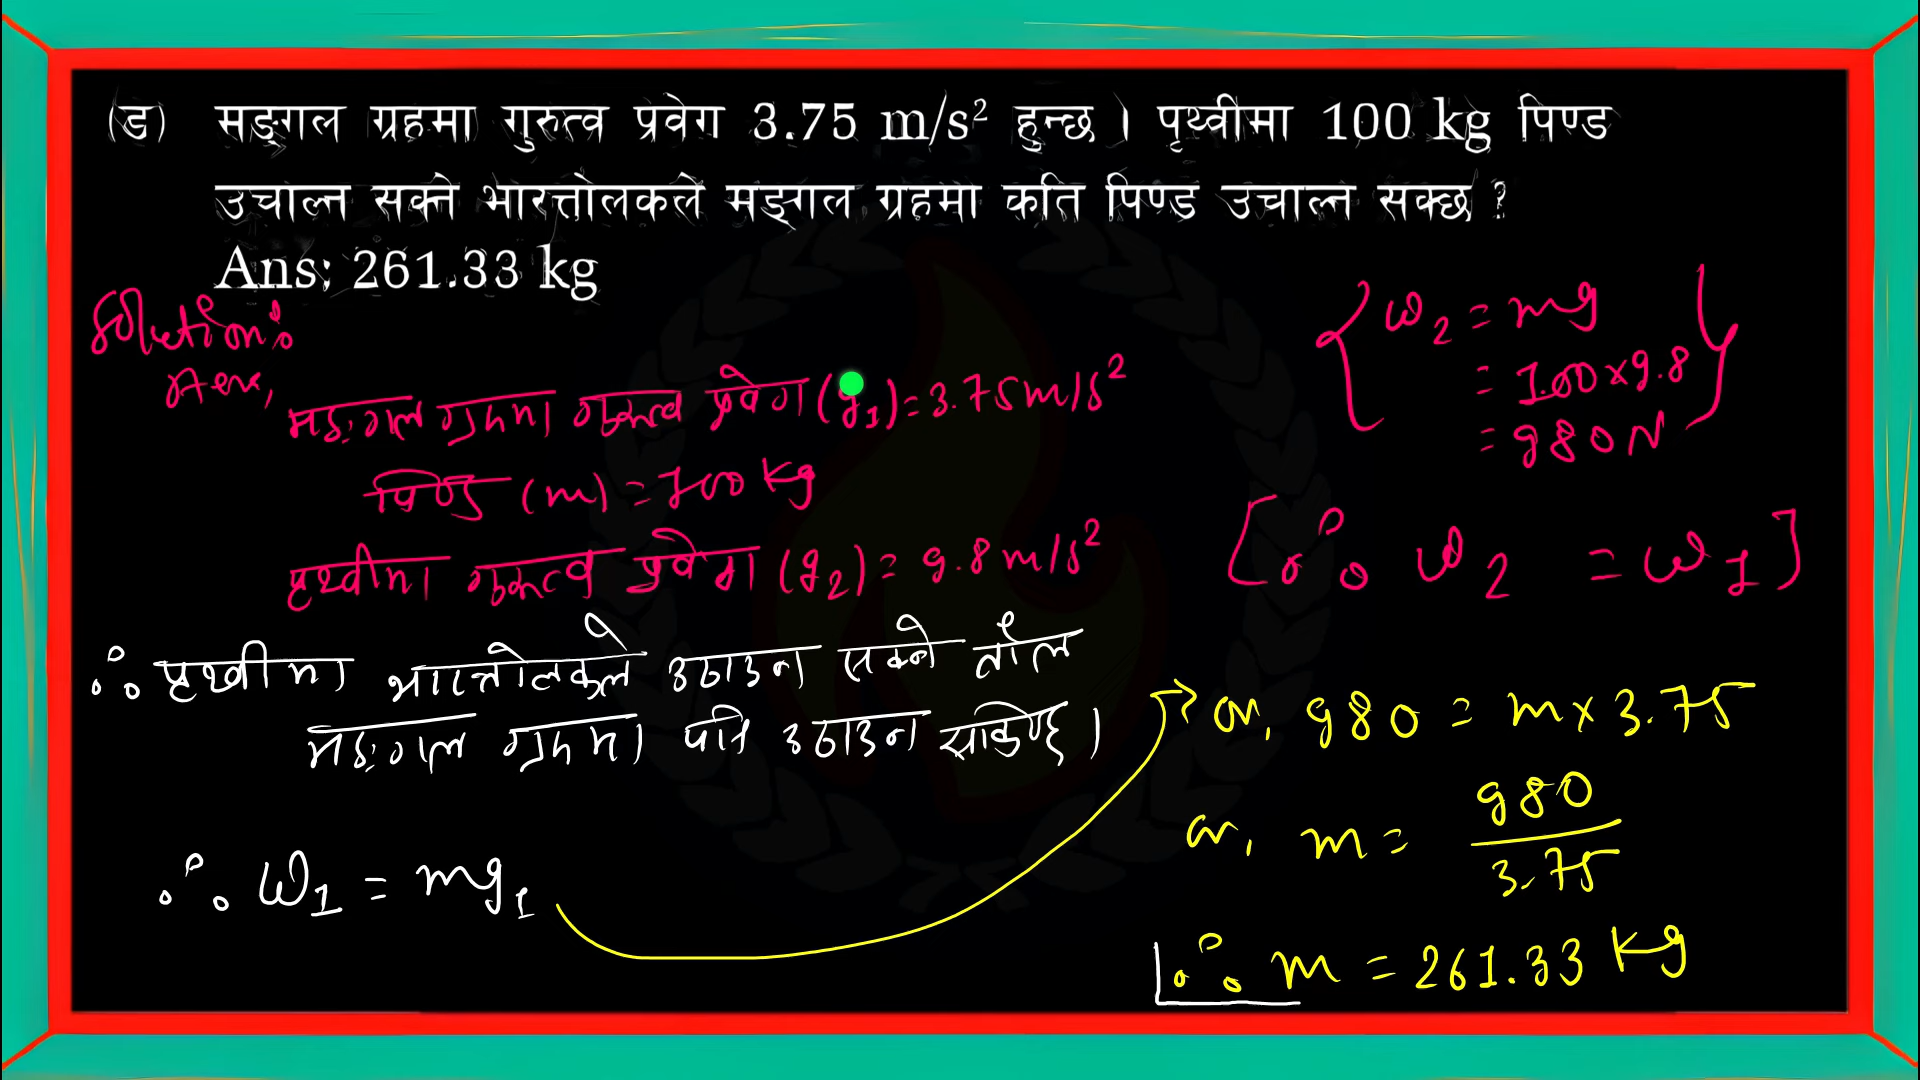 (ड) मङ्गल ग्रहमा गुरुत्व प्रवेग 3.75 m/s² हुन्छ । पृथ्वीमा 100 kg पिण्ड
उचाल्न सक्ने भारत्तोलकले मङ्गल ग्रहमा कति पिण्ड उचाल्न सक्छ ?
Ans: 261.33 kg
Solution:
Here,
मङ्गल ग्रहमा गुरुत्व प्रवेग (g₁) = 3.75 m/s²
पिण्ड (m) = 100 kg
पृथ्वीमा गुरुत्व प्रवेग (g₂) = 9.8 m/s²
∴ पृथ्वीमा भारत्तोलकले उठाउन सक्ने तौल
मङ्गल ग्रहमा पनि उठाउन सकिन्छ ।
∴ W₁ = mg₁
{ W₂ = mg
= 100 × 9.8
= 980 N }
[∴ W₂ = W₁]
or, 980 = m × 3.75
or, m = 980
3.75
∴ m = 261.33 Kg